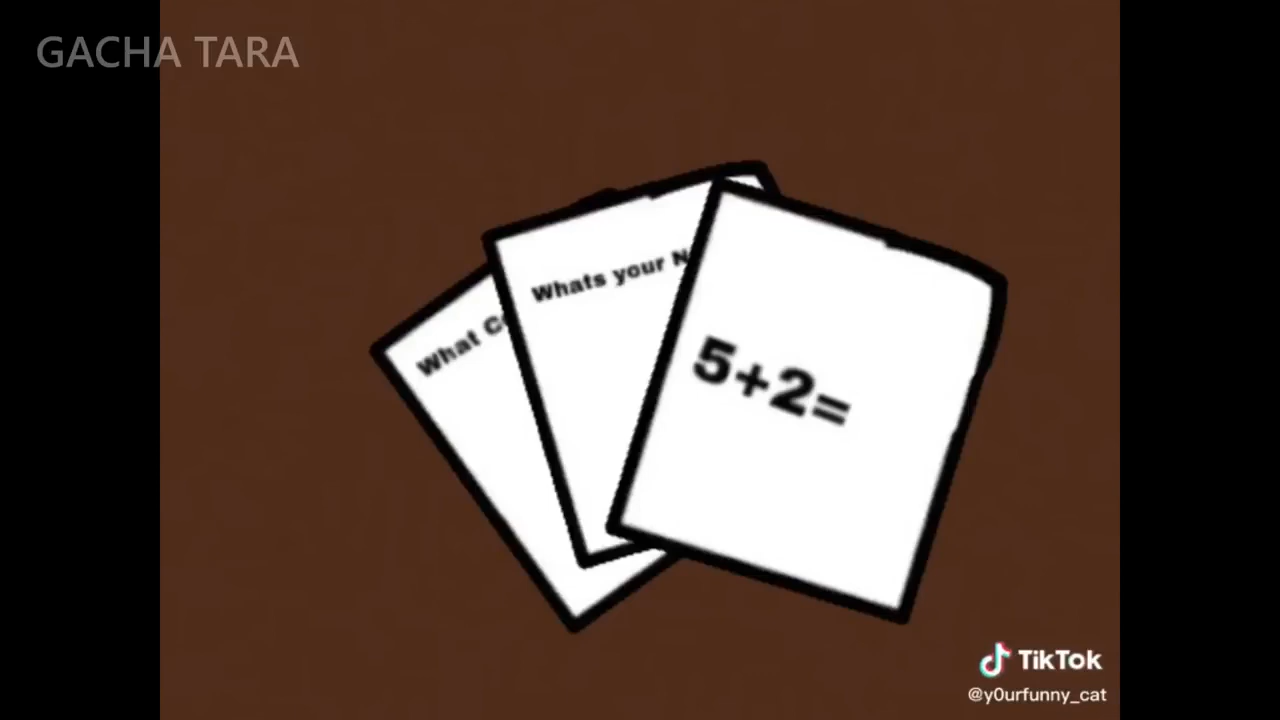 GACHA TARA
What
Whats your
5+2=
TikTok
@y0urfunny_cat